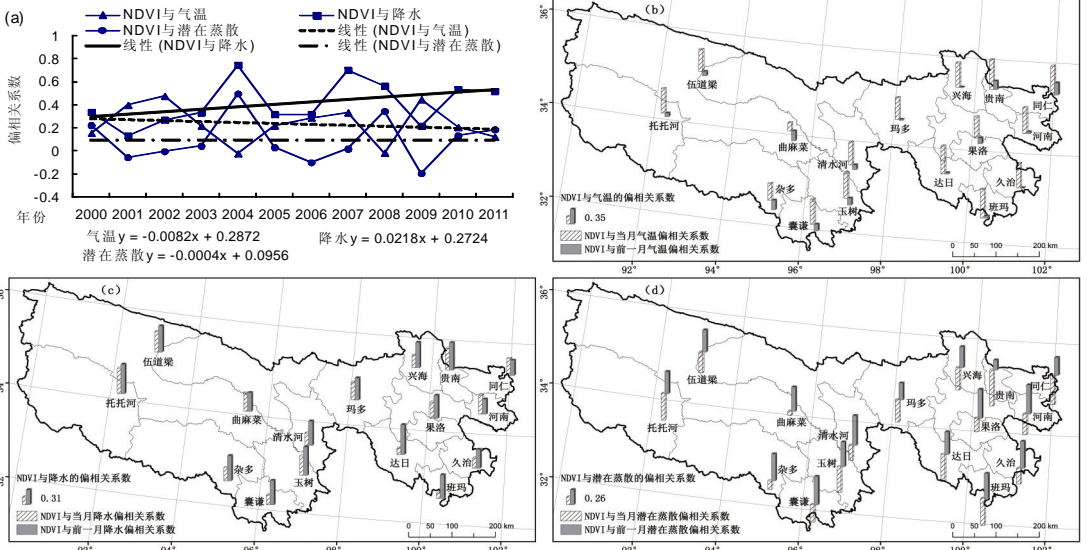 (a)
NDVI与气温
NDVI与降水
NDVI与潜在蒸散
线性 (NDVI与气温)
线性 (NDVI与降水)
线性 (NDVI与潜在蒸散)
偏相关系数
1
0.8
0.6
0.4
0.2
0
-0.2
-0.4
年份
2000 2001 2002 2003 2004 2005 2006 2007 2008 2009 2010 2011
气温y = -0.0082x + 0.2872
降水y = 0.0218x + 0.2724
潜在蒸散y = -0.0004x + 0.0956
(b)
36°
34°
32°
伍道梁
托托河
曲麻菜
清水河
杂多
玉树
囊谦
玛多
兴海
贵南
同仁
河南
果洛
达日
久治
班玛
NDVI与气温的偏相关系数
0.35
NDVI与当月气温偏相关系数
NDVI与前一月气温偏相关系数
0 50 100 200 km
92° 94° 96° 98° 100° 102°
(c)
伍道梁
托托河
曲麻菜
清水河
杂多
玉树
囊谦
玛多
兴海
贵南
同仁
河南
果洛
达日
久治
班玛
NDVI与降水的偏相关系数
0.31
NDVI与当月降水偏相关系数
NDVI与前一月降水偏相关系数
0 50 100 200 km
(d)
36°
34°
32°
伍道梁
托托河
曲麻菜
清水河
杂多
玉树
囊谦
玛多
兴海
贵南
同仁
河南
果洛
达日
久治
班玛
NDVI与潜在蒸散的偏相关系数
0.26
NDVI与当月潜在蒸散偏相关系数
NDVI与前一月潜在蒸散偏相关系数
0 50 100 200 km